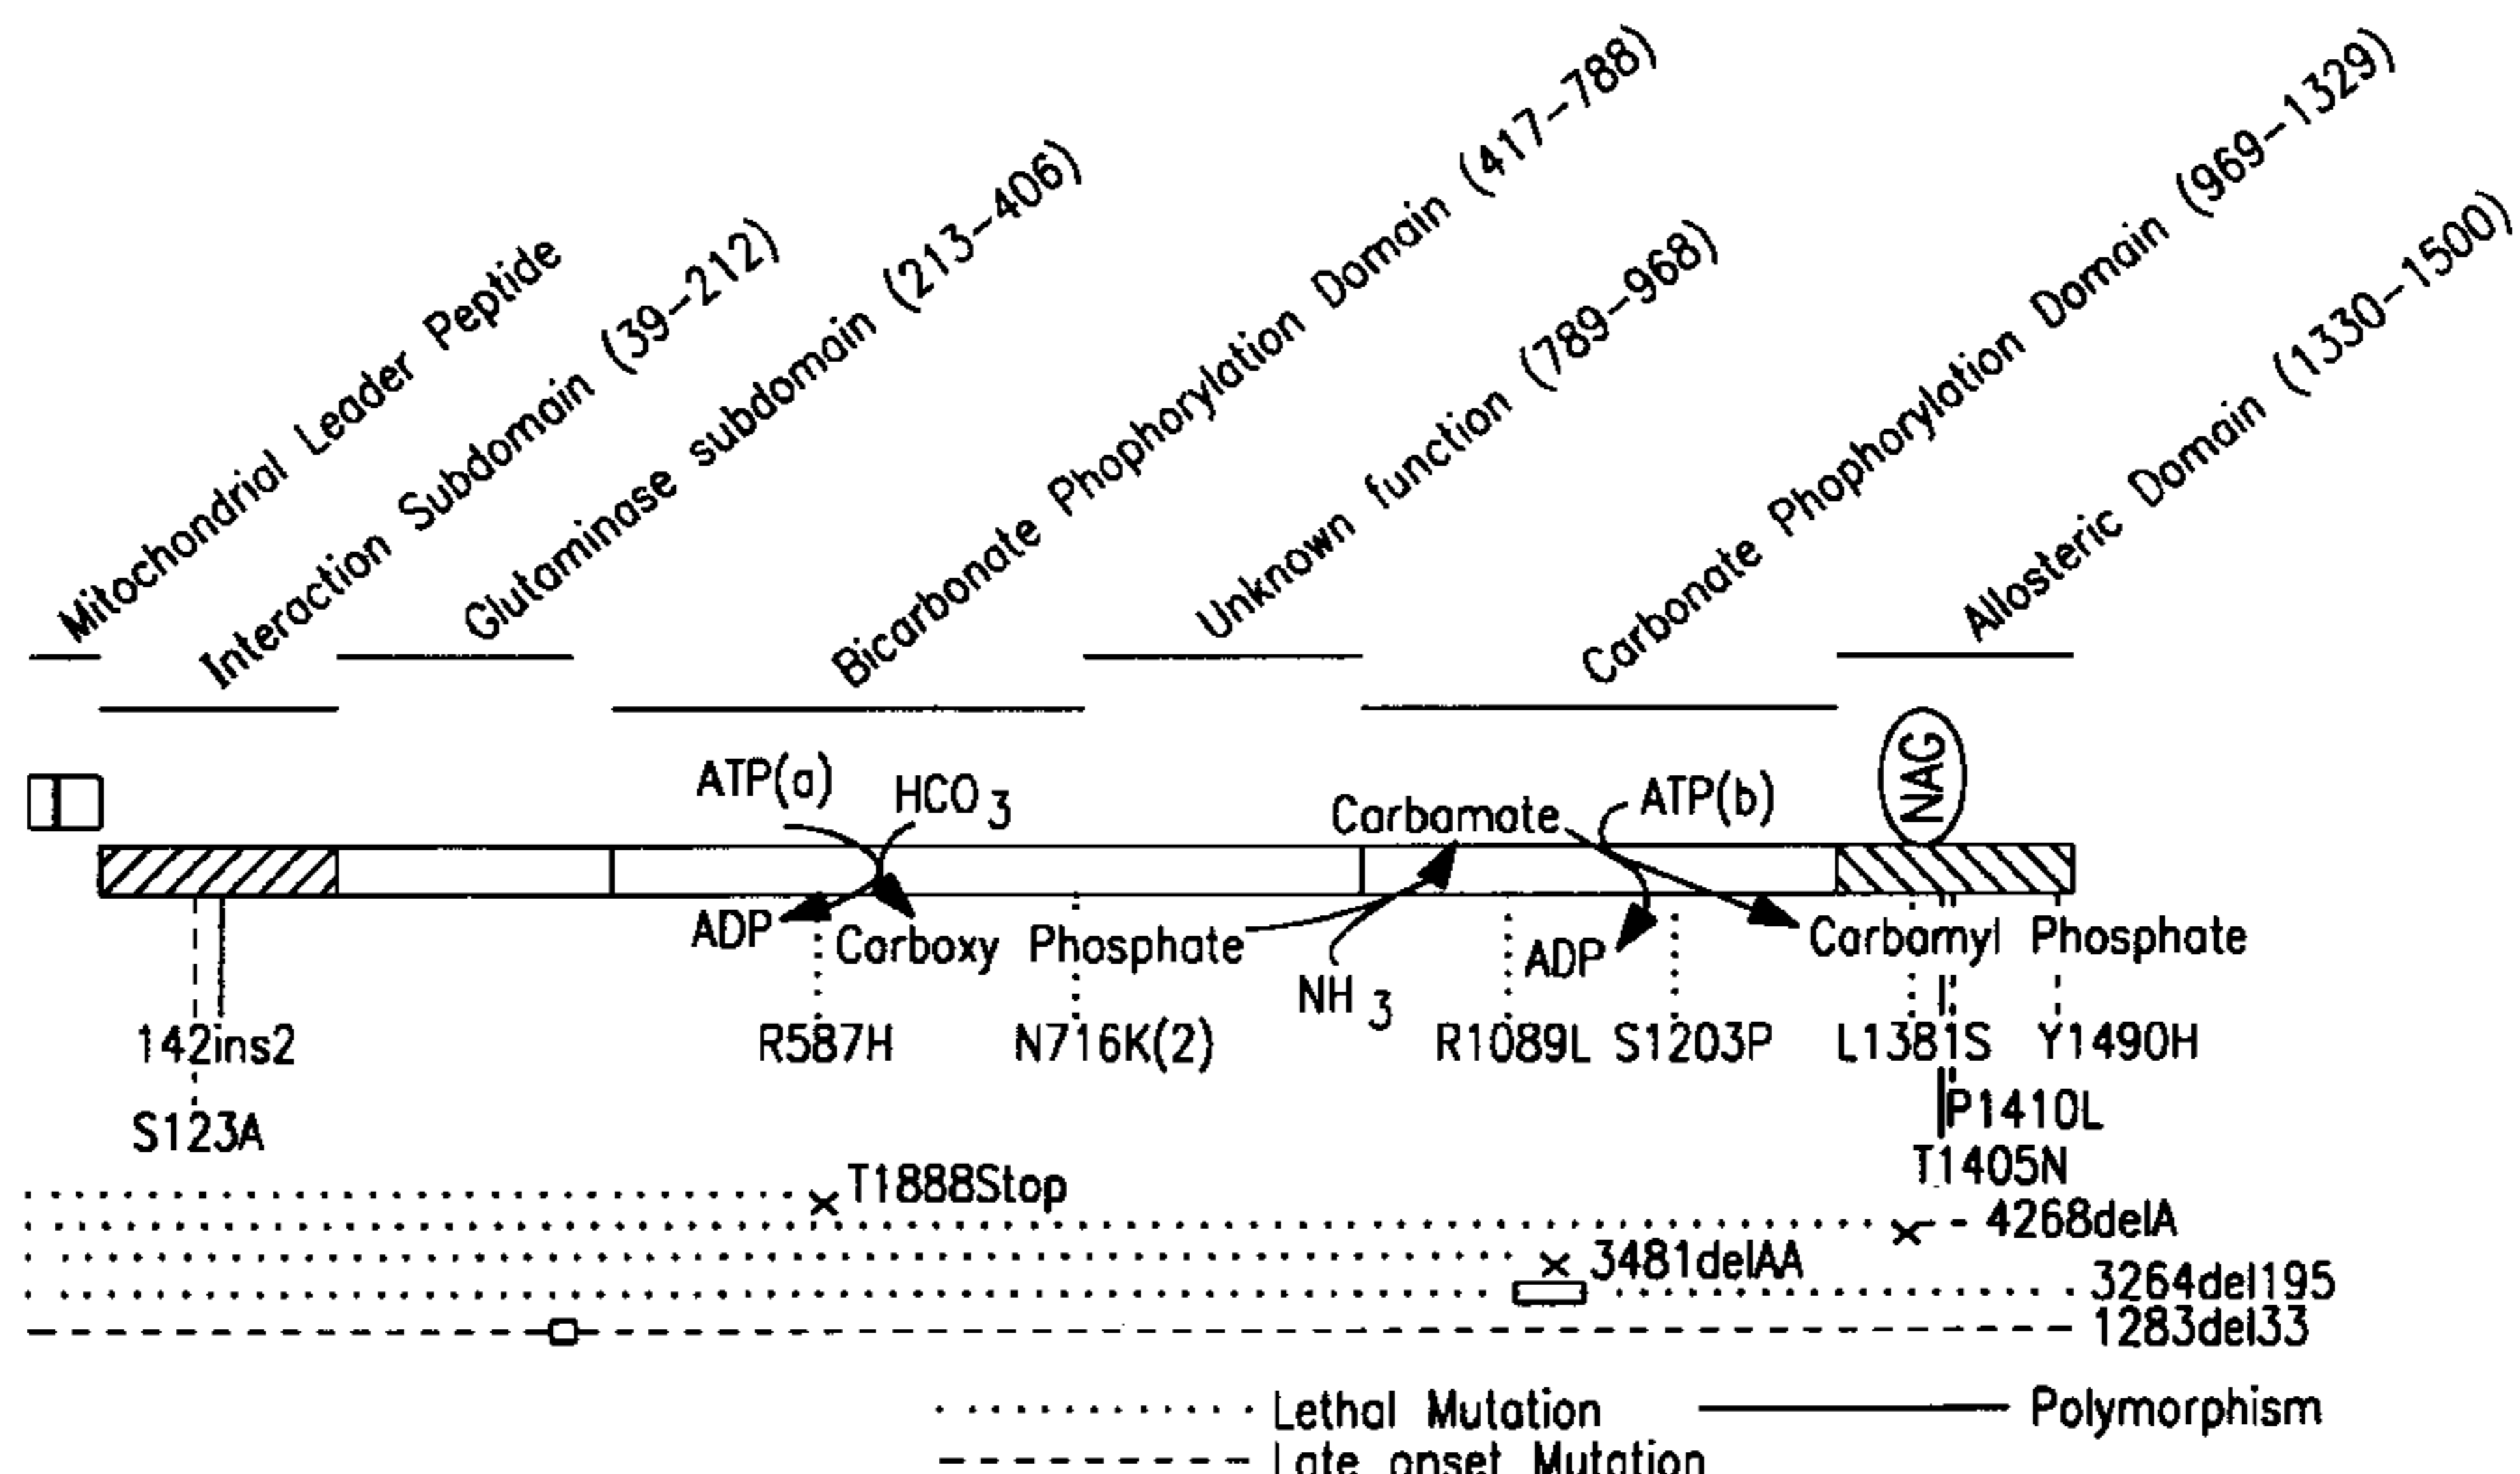 Mitochondrial Leader Peptide
Interaction Subdomain (39-212)
Glutaminase subdomain (213-406)
Bicarbonate Phophorylation Domain (417-788)
Unknown function (789-968)
Carbonate Phophorylation Domain (969-1329)
Allosteric Domain (1330-1500)
NAG
ATP(a)
HCO3
Carbamate
ATP(b)
ADP
Carboxy Phosphate
NH3
ADP
Carbamyl Phosphate
142ins2
R587H
N716K(2)
R1089L
S1203P
L1381S
Y1490H
P1410L
S123A
T1405N
T1888Stop
4268delA
3481delAA
3264del195
1283del33
Lethal Mutation
Polymorphism
Late onset Mutation